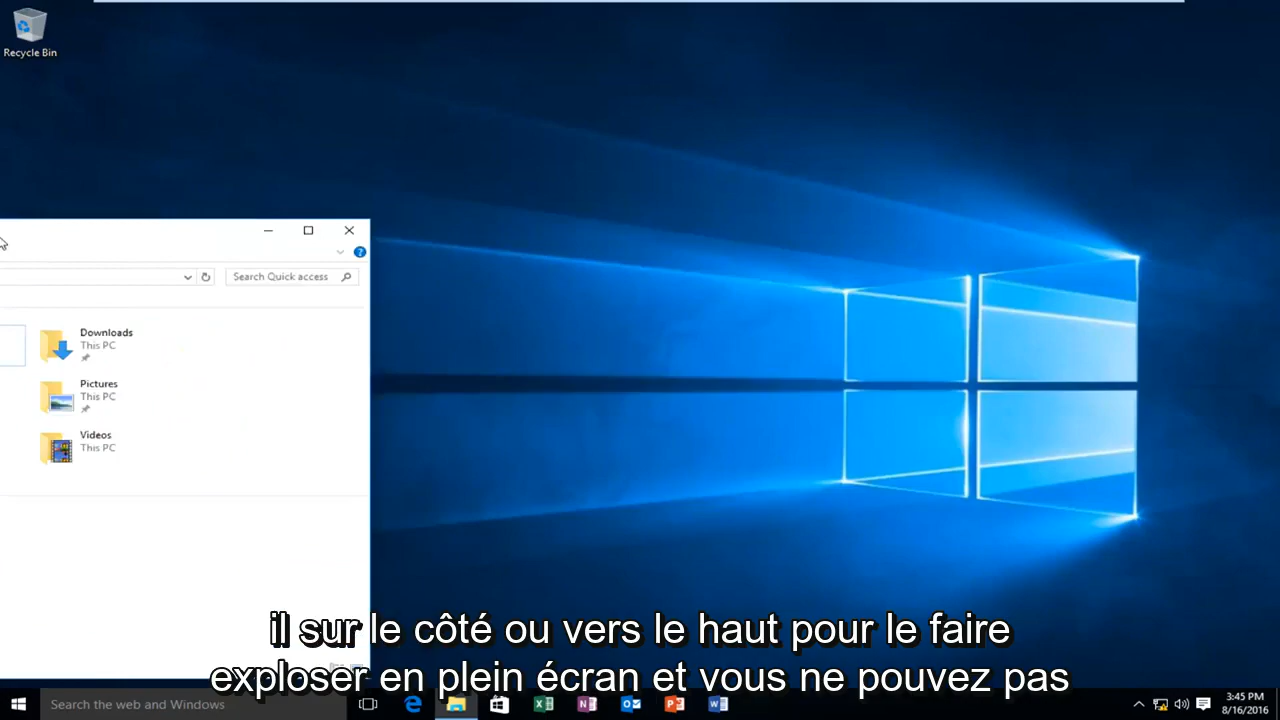 Recycle Bin
Search Quick access
Downloads
This PC
Pictures
This PC
Videos
This PC
il sur le côté ou vers le haut pour le faire
exploser en plein écran et vous ne pouvez pas
Search the web and Windows
3:45 PM
8/16/2016